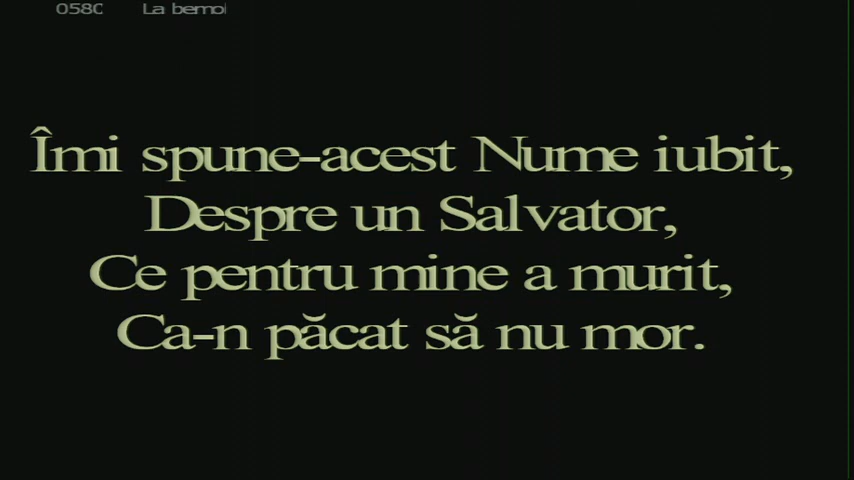 0580 La bemol
Îmi spune-acest Nume iubit,
Despre un Salvator,
Ce pentru mine a murit,
Ca-n păcat să nu mor.